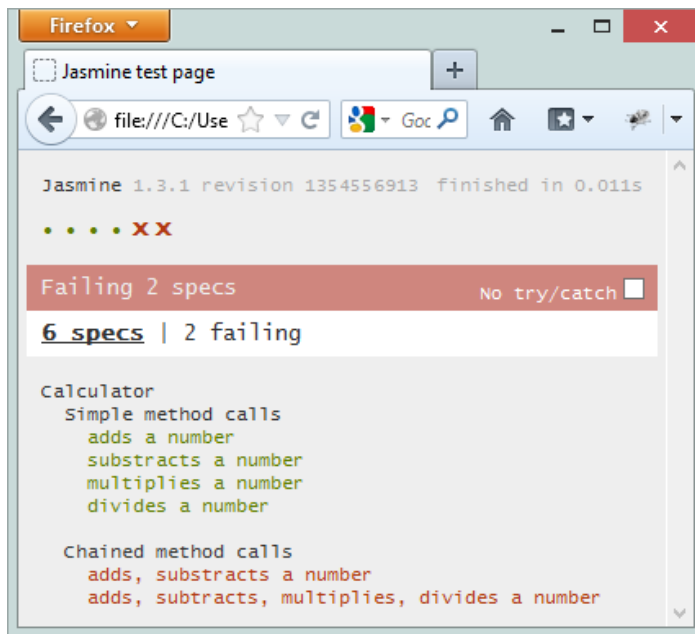 Firefox
Jasmine test page
file:///C:/Use
Goc
Jasmine 1.3.1 revision 1354556913 finished in 0.011s
• • • • x x
Failing 2 specs No try/catch
6 specs | 2 failing
Calculator
Simple method calls
adds a number
substracts a number
multiplies a number
divides a number
Chained method calls
adds, substracts a number
adds, subtracts, multiplies, divides a number